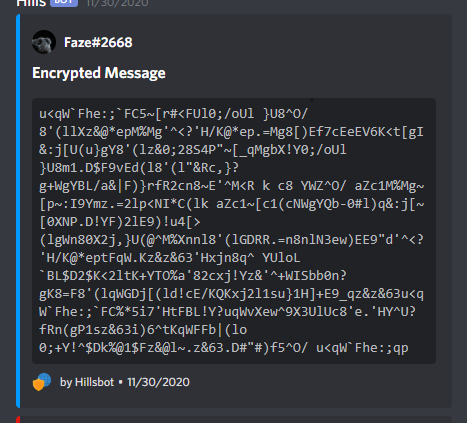 Hills BOT 11/30/2020
Faze#2668
Encrypted Message
u<qW`Fhe:;`FC5~[r#<FUl0;/oUl }U8^O/
8'(llXz&@*epM%Mg'^<?'H/K@*ep.=Mg8[)Ef7cEeEV6K<t[gI
&:j[U(u}gY8'(lz&0;28S4P"~[_qMgbX!Y0;/oUl
}U8m1.D$F9vEd(l8'(l"&Rc,}?
g+WgYBL/a&|F)}rfR2cn8~E'^M<R k c8 YWZ^O/ aZc1M%Mg~
[p~:I9Ymz.=2lp<NI*C(lk aZc1~[c1(cNWgYQb-0#l)q&:j[~
[0XNP.D!YF)2lE9)!u4[>
(lgWn80X2j,}U(@^M%Xnnl8'(lGDRR.=n8nlN3ew)EE9"d'^<?
'H/K@*eptFqW.Kz&z&63'Hxjn8q^ YUloL
`BL$D2$K<2ltK+YTO%a'82cxj!Yz&'^+WISbb0n?
gK8=F8'(lqWGDj[(ld!cE/KQKxj2l1su}1H]+E9_qz&z&63u<q
W`Fhe:;`FC%*5i7'HtFBL!Y?uqWvXew^9X3UlUc8'e.'HY^U?
fRn(gP1sz&63i)6^tKqWFFb|(lo
0;+Y!^$Dk%@1$Fz&@l~.z&63.D#"#)f5^O/ u<qW`Fhe:;qp
by Hillsbot • 11/30/2020